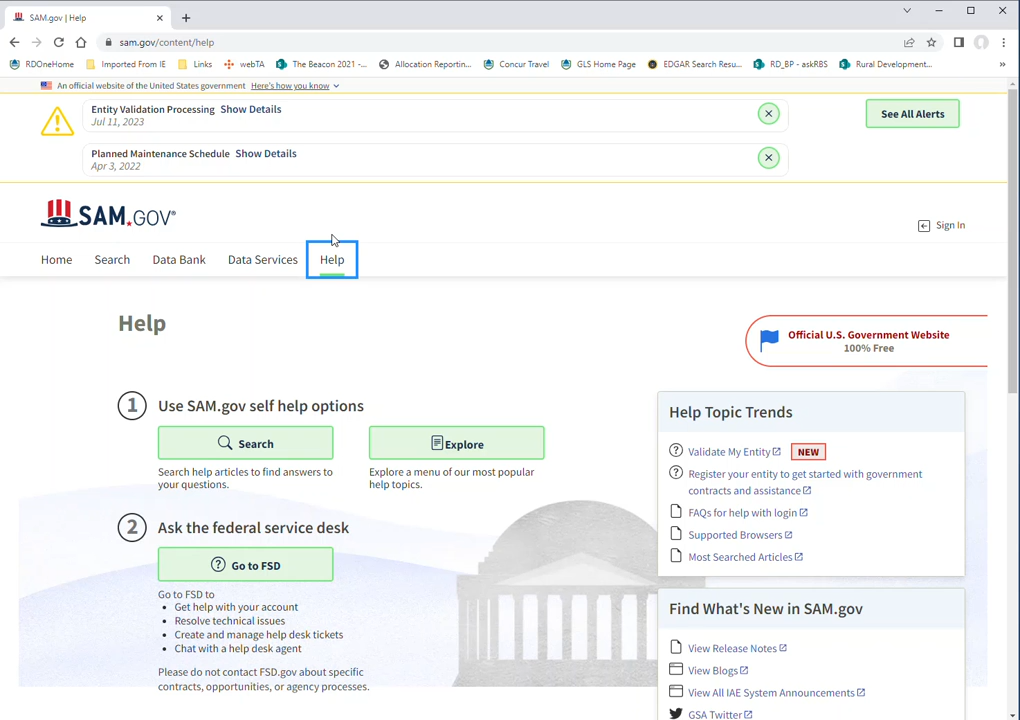 SAM.gov | Help
sam.gov/content/help
RDOneHome
Imported From IE
Links
webTA
The Beacon 2021 -...
Allocation Reportin...
Concur Travel
GLS Home Page
EDGAR Search Resu...
RD_BP - askRBS
Rural Development...
An official website of the United States government Here's how you know
Entity Validation Processing Show Details
Jul 11, 2023
See All Alerts
Planned Maintenance Schedule Show Details
Apr 3, 2022
SAM.GOV®
Sign In
Home
Search
Data Bank
Data Services
Help
Help
Official U.S. Government Website
100% Free
1
Use SAM.gov self help options
Search
Search help articles to find answers to
your questions.
Explore
Explore a menu of our most popular
help topics.
2
Ask the federal service desk
Go to FSD
Go to FSD to
• Get help with your account
• Resolve technical issues
• Create and manage help desk tickets
• Chat with a help desk agent
Please do not contact FSD.gov about specific
contracts, opportunities, or agency processes.
Help Topic Trends
Validate My Entity NEW
Register your entity to get started with government
contracts and assistance
FAQs for help with login
Supported Browsers
Most Searched Articles
Find What's New in SAM.gov
View Release Notes
View Blogs
View All IAE System Announcements
GSA Twitter